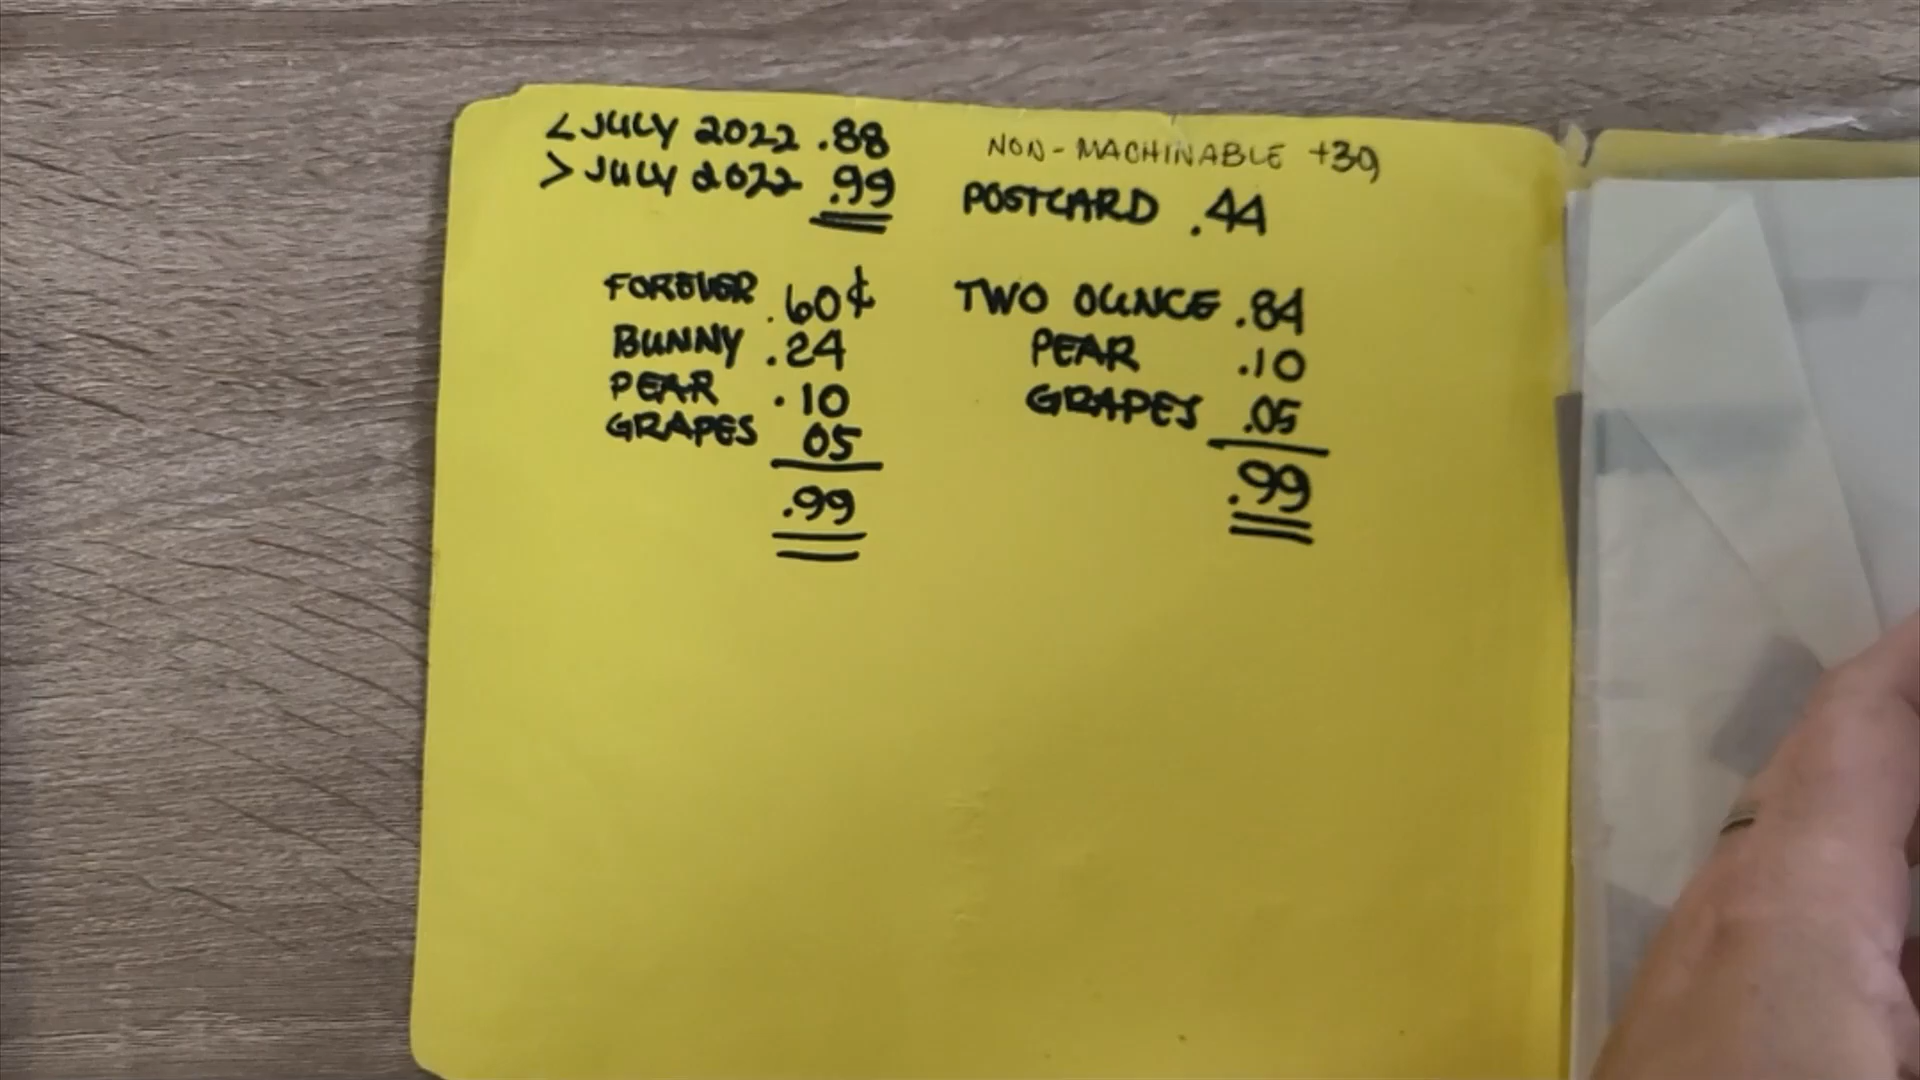 < JULY 2022 .88
> JULY 2022 .99
NON-MACHINABLE +39
POSTCARD .44
FOREVER .60¢
BUNNY .24
PEAR .10
GRAPES 05
.99
TWO OUNCE .84
PEAR .10
GRAPES .05
.99